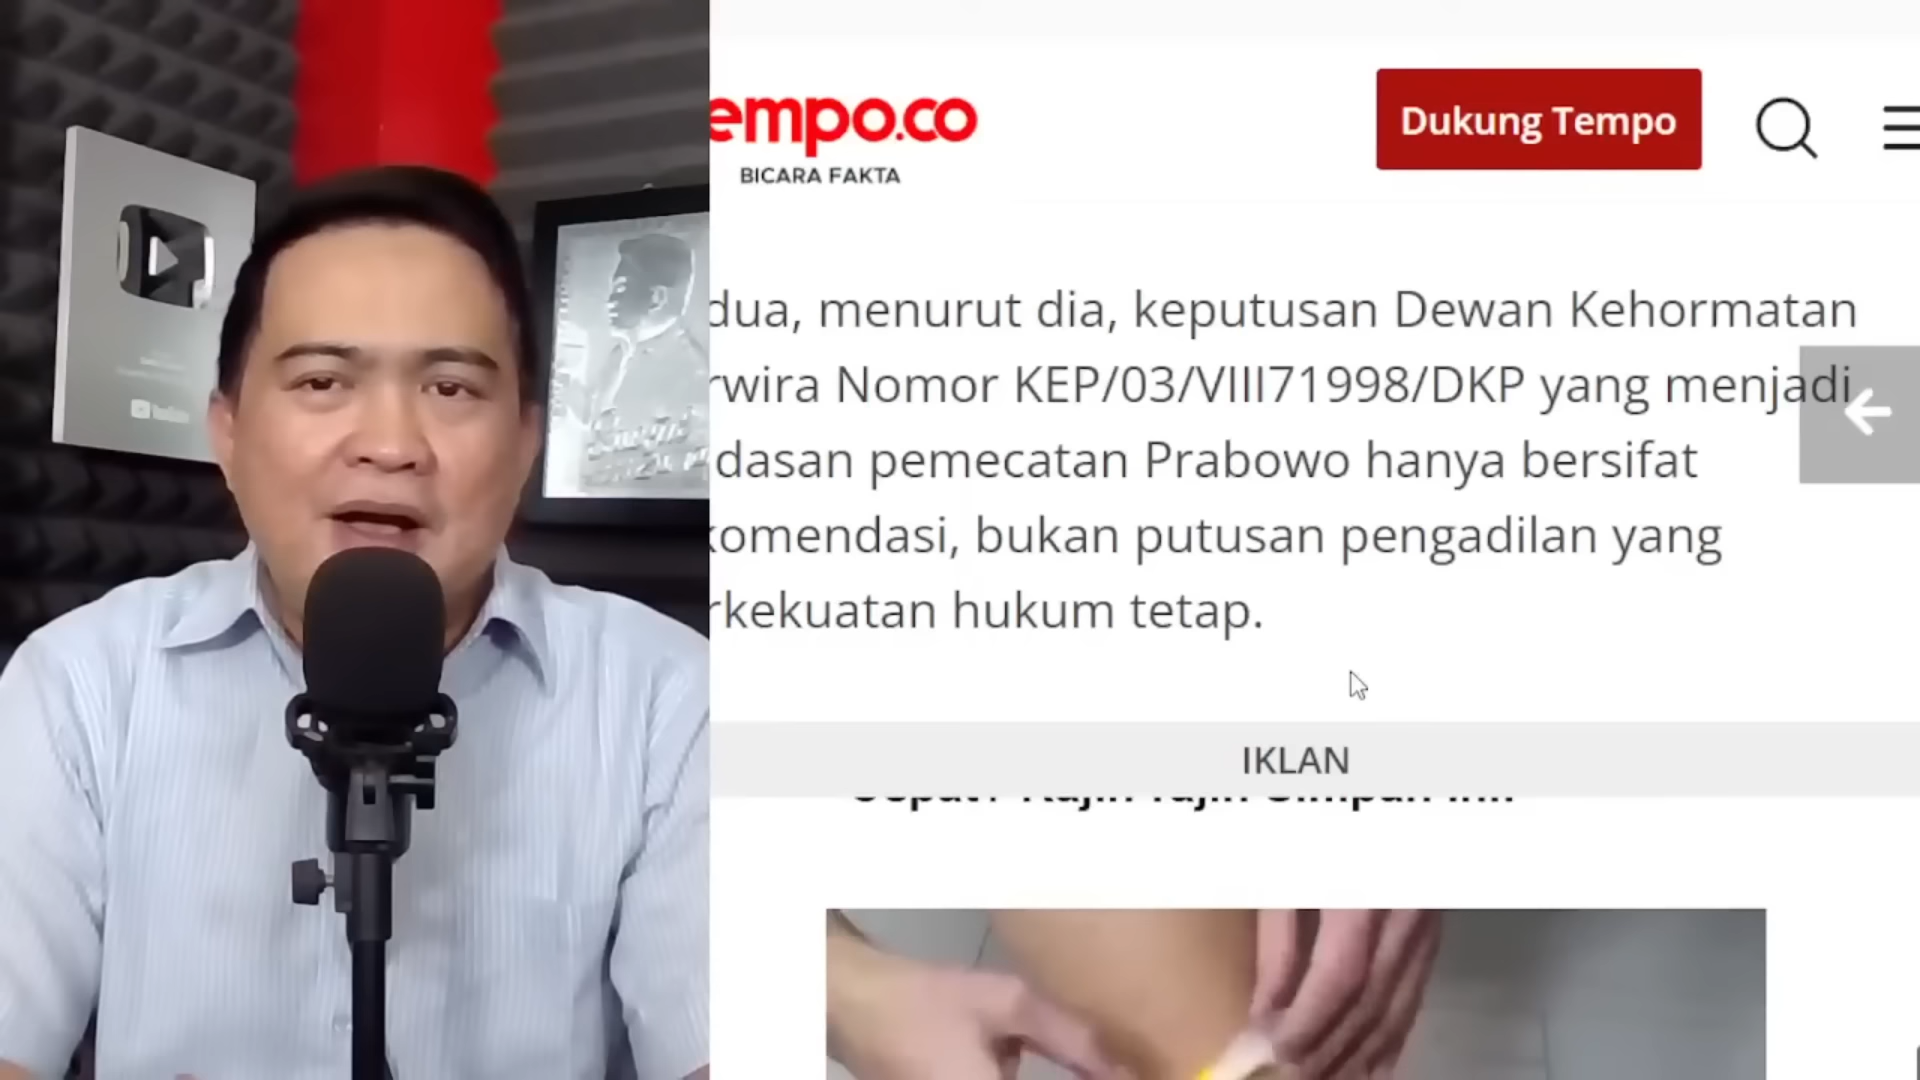 empo.co
BICARA FAKTA
Dukung Tempo
dua, menurut dia, keputusan Dewan Kehormatan
rwira Nomor KEP/03/VIII71998/DKP yang menjadi
dasan pemecatan Prabowo hanya bersifat
komendasi, bukan putusan pengadilan yang
rkekuatan hukum tetap.
IKLAN